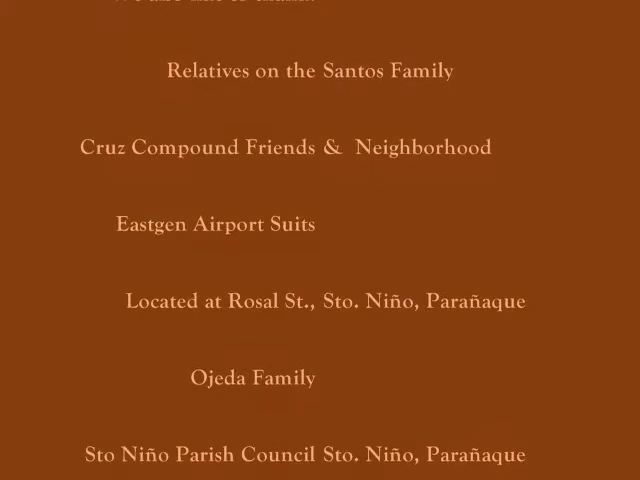 Relatives on the Santos Family
Cruz Compound Friends & Neighborhood
Eastgen Airport Suits
Located at Rosal St., Sto. Niño, Parañaque
Ojeda Family
Sto Niño Parish Council Sto. Niño, Parañaque